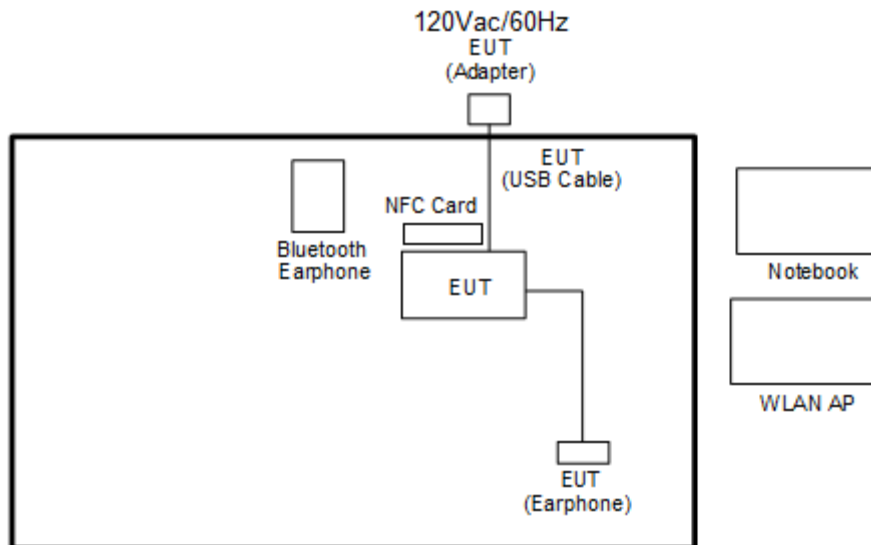 120Vac/60Hz
EUT
(Adapter)
EUT
(USB Cable)
NFC Card
Bluetooth
Earphone
EUT
Notebook
WLAN AP
EUT
(Earphone)